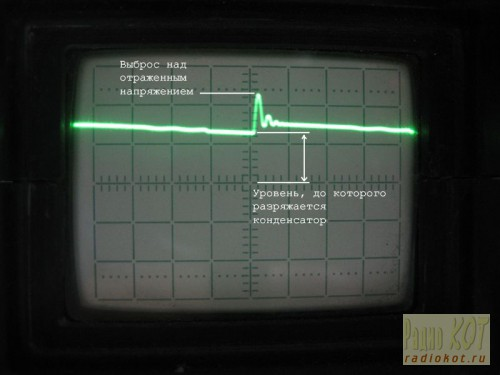 Выброс над
отраженным
напряжением
Уровень, до которого
разряжается
конденсатор
Радио КОТ
radiokot.ru